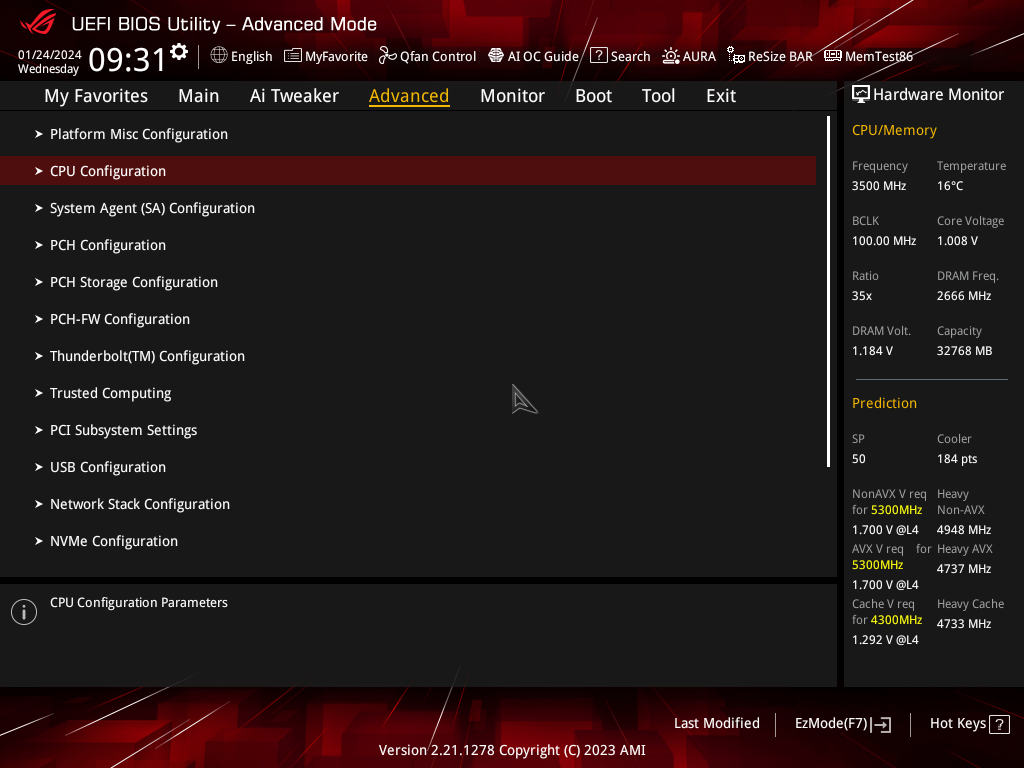 UEFI BIOS Utility – Advanced Mode
01/24/2024
Wednesday
09:31
English
MyFavorite
Qfan Control
AI OC Guide
? Search
AURA
ReSize BAR
MemTest86
My Favorites
Main
Ai Tweaker
Advanced
Monitor
Boot
Tool
Exit
Platform Misc Configuration
CPU Configuration
System Agent (SA) Configuration
PCH Configuration
PCH Storage Configuration
PCH-FW Configuration
Thunderbolt(TM) Configuration
Trusted Computing
PCI Subsystem Settings
USB Configuration
Network Stack Configuration
NVMe Configuration
i CPU Configuration Parameters
Hardware Monitor
CPU/Memory
Frequency Temperature
3500 MHz 16°C
BCLK Core Voltage
100.00 MHz 1.008 V
Ratio DRAM Freq.
35x 2666 MHz
DRAM Volt. Capacity
1.184 V 32768 MB
Prediction
SP Cooler
50 184 pts
NonAVX V req Heavy
for 5300MHz Non-AVX
1.700 V @L4 4948 MHz
AVX V req for Heavy AVX
5300MHz 4737 MHz
1.700 V @L4
Cache V req Heavy Cache
for 4300MHz 4733 MHz
1.292 V @L4
Last Modified
EzMode(F7)
Hot Keys ?
Version 2.21.1278 Copyright (C) 2023 AMI